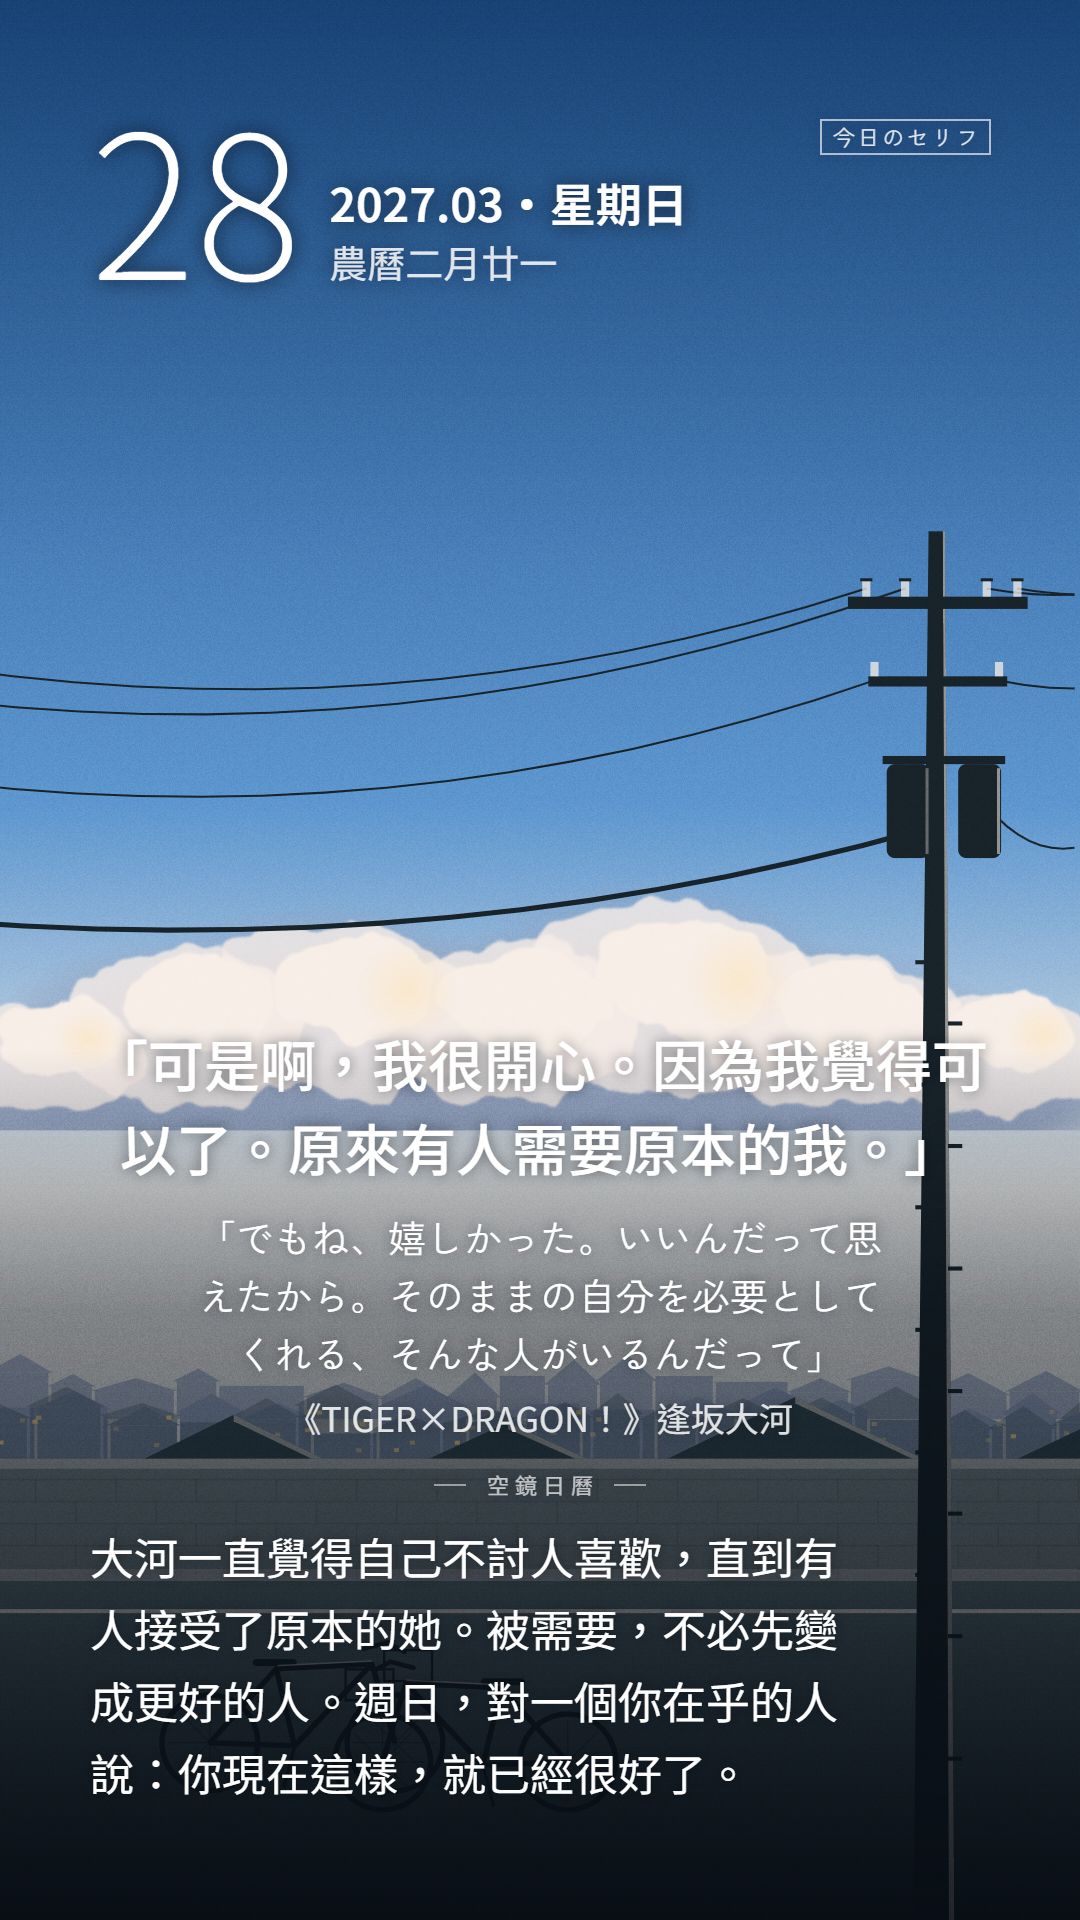 28
今日のセリフ
2027.03・星期日
農曆二月廿一
「可是啊，我很開心。因為我覺得可
以了。原來有人需要原本的我。」
「でもね、嬉しかった。いいんだって思
えたから。そのままの自分を必要として
くれる、そんな人がいるんだって」
《TIGER×DRAGON！》逢坂大河
空鏡日曆
大河一直覺得自己不討人喜歡，直到有
人接受了原本的她。被需要，不必先變
成更好的人。週日，對一個你在乎的人
說：你現在這樣，就已經很好了。